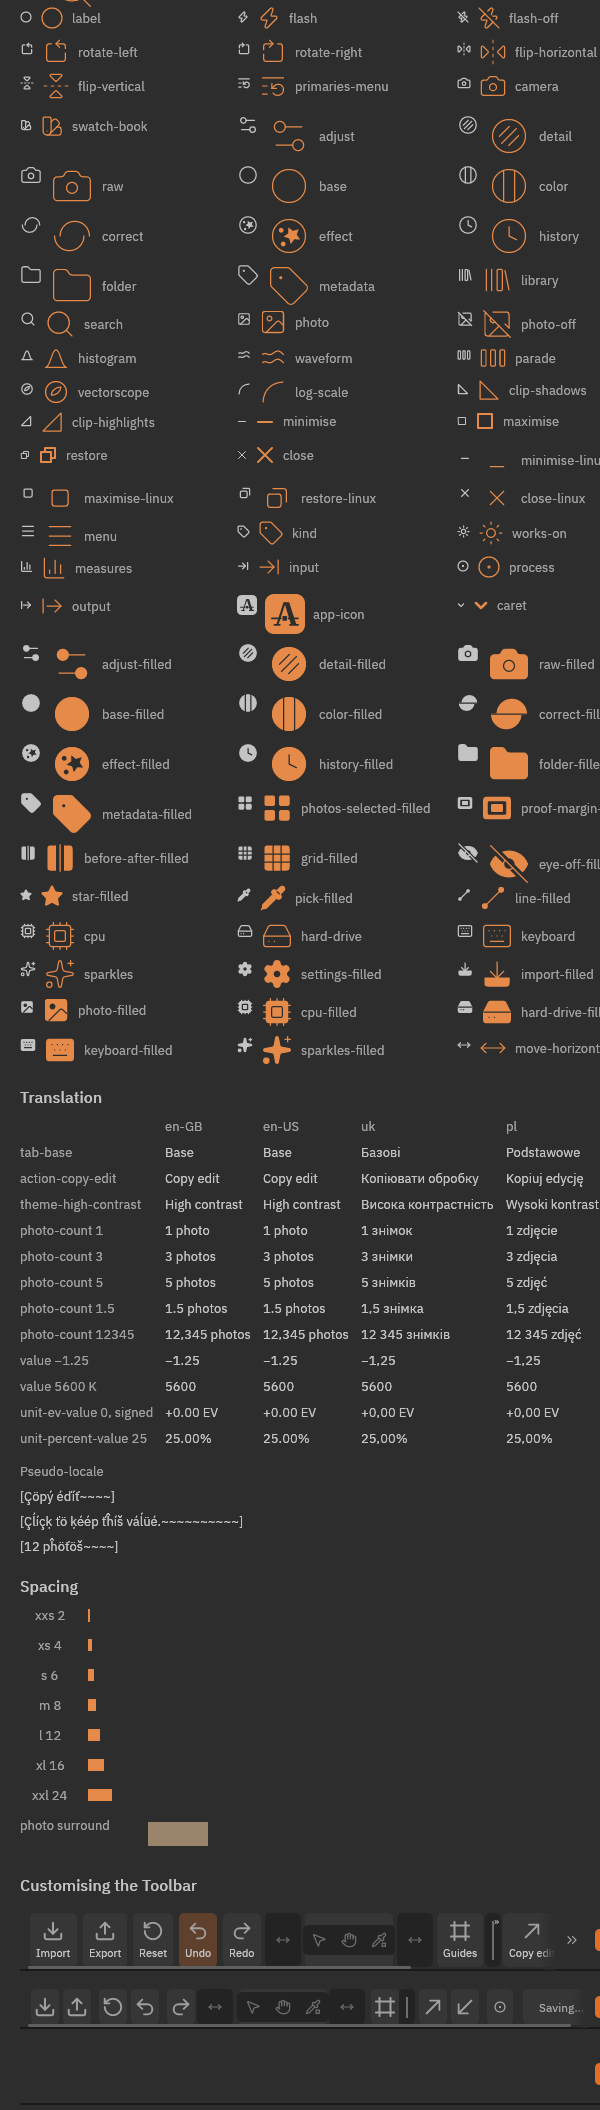 label flash flash-off
rotate-left rotate-right flip-horizontal
flip-vertical primaries-menu camera
swatch-book adjust detail
raw base color
correct effect history
folder metadata library
search photo photo-off
histogram waveform parade
vectorscope log-scale clip-shadows
clip-highlights minimise maximise
restore close minimise-linu
maximise-linux restore-linux close-linux
menu kind works-on
measures input process
output app-icon caret
adjust-filled detail-filled raw-filled
base-filled color-filled correct-fille
effect-filled history-filled folder-fille
metadata-filled photos-selected-filled proof-margin-
before-after-filled grid-filled eye-off-fill
star-filled pick-filled line-filled
cpu hard-drive keyboard
sparkles settings-filled import-filled
photo-filled cpu-filled hard-drive-fill
keyboard-filled sparkles-filled move-horizont
Translation
en-GB en-US uk pl
tab-base Base Base Базові Podstawowe
action-copy-edit Copy edit Copy edit Копіювати обробку Kopiuj edycję
theme-high-contrast High contrast High contrast Висока контрастність Wysoki kontrast
photo-count 1 1 photo 1 photo 1 знімок 1 zdjęcie
photo-count 3 3 photos 3 photos 3 знімки 3 zdjęcia
photo-count 5 5 photos 5 photos 5 знімків 5 zdjęć
photo-count 1.5 1.5 photos 1.5 photos 1,5 знімка 1,5 zdjęcia
photo-count 12345 12,345 photos 12,345 photos 12 345 знімків 12 345 zdjęć
value −1.25 −1.25 −1.25 −1,25 −1,25
value 5600 K 5600 5600 5600 5600
unit-ev-value 0, signed +0.00 EV +0.00 EV +0,00 EV +0,00 EV
unit-percent-value 25 25.00% 25.00% 25,00% 25,00%
Pseudo-locale
[Çöpý éđíť~~~~]
[Çĺíçķ ťö ķéép ťĥíš váĺüé.~~~~~~~~~~]
[12 pĥöťöš~~~~]
Spacing
xxs 2
xs 4
s 6
m 8
l 12
xl 16
xxl 24
photo surround
Customising the Toolbar
Import Export Reset Undo Redo Guides Copy edi
Saving…